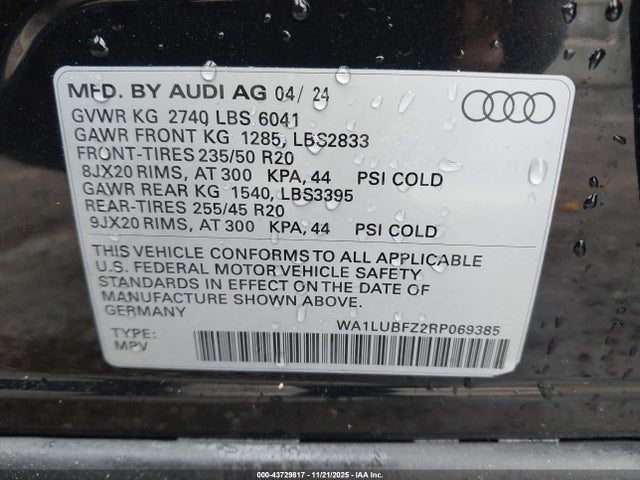 MFD. BY AUDI AG 04/ 24
GVWR KG 2740 LBS 6041
GAWR FRONT KG 1285, LBS2833
FRONT-TIRES 235/50 R20
8JX20 RIMS, AT 300 KPA, 44 PSI COLD
GAWR REAR KG 1540, LBS3395
REAR-TIRES 255/45 R20
9JX20 RIMS, AT 300 KPA, 44 PSI COLD
THIS VEHICLE CONFORMS TO ALL APPLICABLE
U.S. FEDERAL MOTOR VEHICLE SAFETY
STANDARDS IN EFFECT ON THE DATE OF
MANUFACTURE SHOWN ABOVE.
GERMANY
WA1LUBFZ2RP069385
TYPE:
MPV
000-43729817 - 11/21/2025 - IAA Inc.